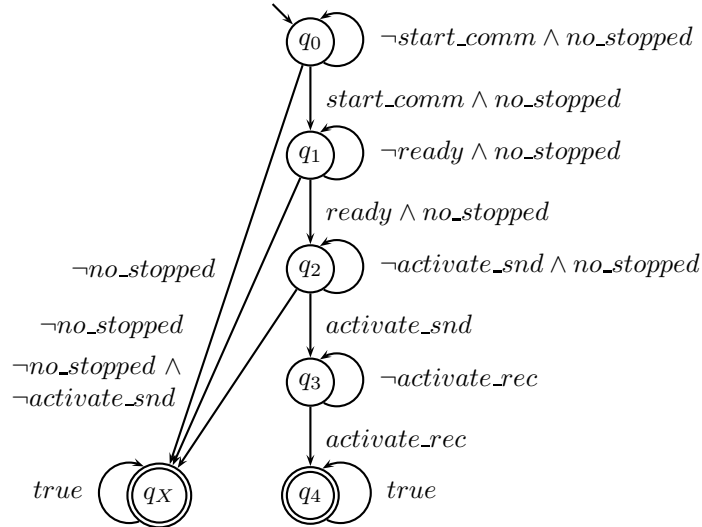 q0
¬start_comm ∧ no_stopped
start_comm ∧ no_stopped
q1
¬ready ∧ no_stopped
ready ∧ no_stopped
q2
¬activate_snd ∧ no_stopped
¬no_stopped
¬no_stopped
activate_snd
¬no_stopped ∧
¬activate_snd
q3
¬activate_rec
activate_rec
true
qX
q4
true